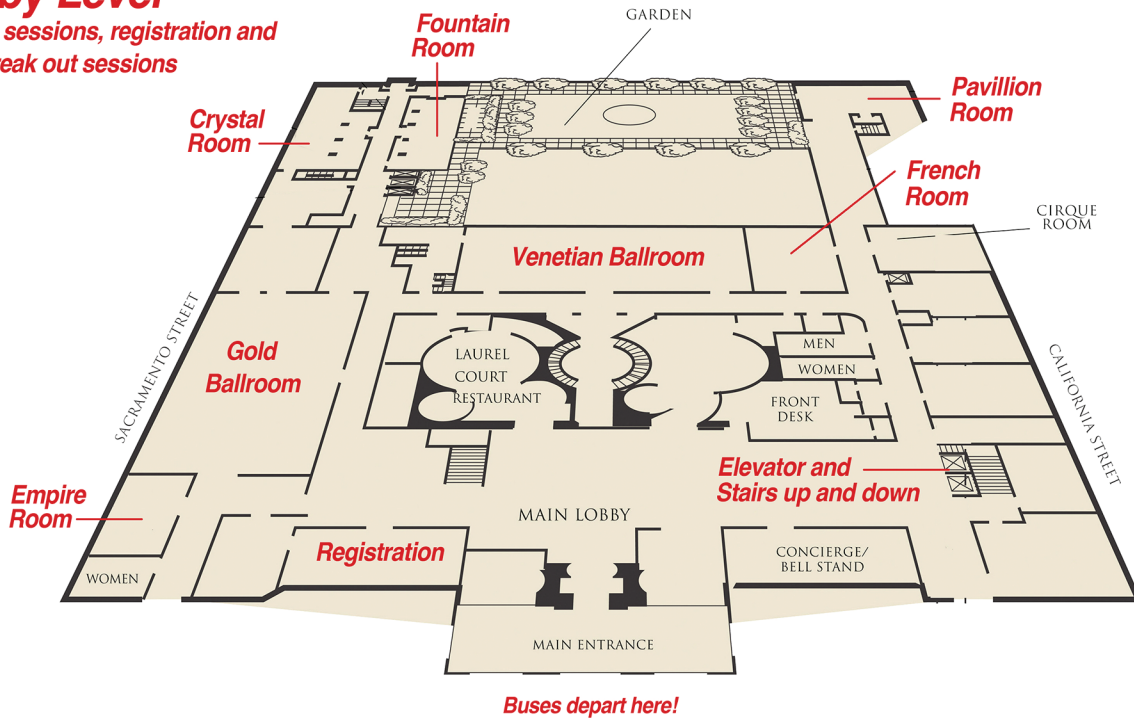 sessions, registration and
out sessions
Fountain
Room
GARDEN
Crystal
Room
Pavillion
Room
French
Room
CIRQUE
ROOM
Venetian Ballroom
SACRAMENTO STREET
Gold
Ballroom
LAUREL
COURT
RESTAURANT
MEN
WOMEN
FRONT
DESK
CALIFORNIA STREET
Elevator and
Stairs up and down
Empire
Room
MAIN LOBBY
Registration
CONCIERGE/
BELL STAND
WOMEN
MAIN ENTRANCE
Buses depart here!